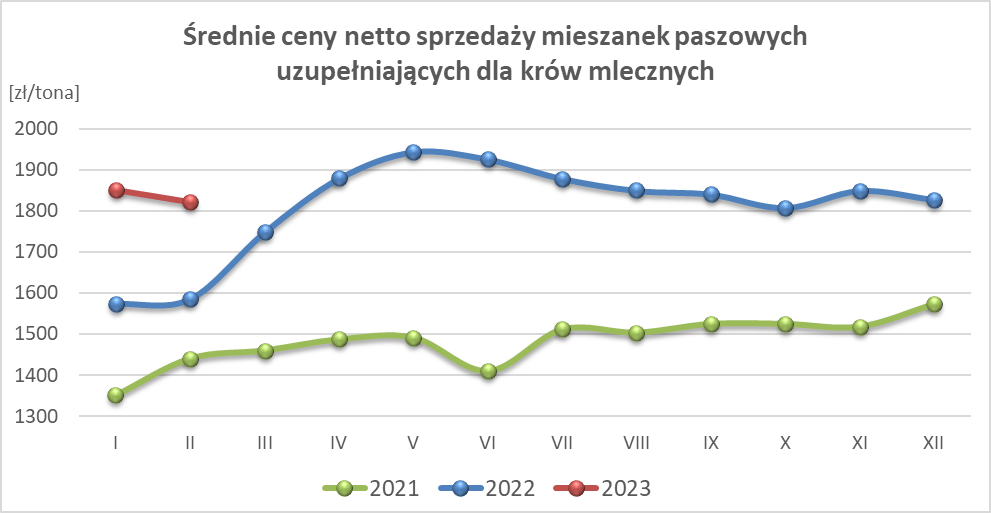 Średnie ceny netto sprzedaży mieszanek paszowych
uzupełniających dla krów mlecznych
[zł/tona]
2000
1900
1800
1700
1600
1500
1400
1300
I II III IV V VI VII VIII IX X XI XII
2021 2022 2023